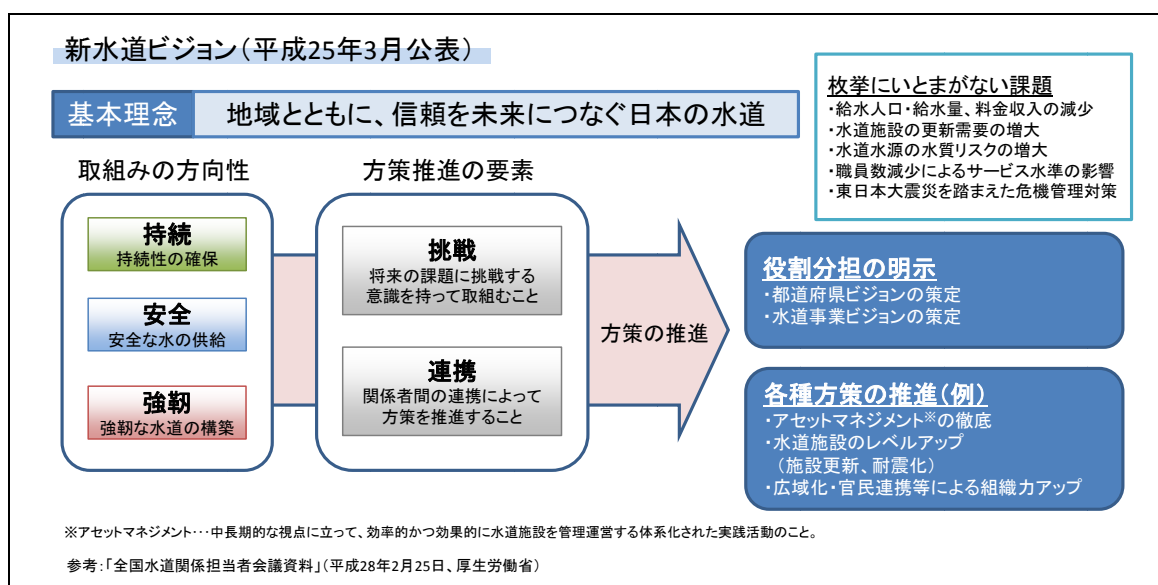 新水道ビジョン（平成25年3月公表）
基本理念
地域とともに、信頼を未来につなぐ日本の水道
枚挙にいとまがない課題
・給水人口・給水量、料金収入の減少
・水道施設の更新需要の増大
・水道水源の水質リスクの増大
・職員数減少によるサービス水準の影響
・東日本大震災を踏まえた危機管理対策
取組みの方向性
持続
持続性の確保
安全
安全な水の供給
強靭
強靭な水道の構築
方策推進の要素
挑戦
将来の課題に挑戦する
意識を持って取組むこと
連携
関係者間の連携によって
方策を推進すること
方策の推進
役割分担の明示
・都道府県ビジョンの策定
・水道事業ビジョンの策定
各種方策の推進（例）
・アセットマネジメント※の徹底
・水道施設のレベルアップ
（施設更新、耐震化）
・広域化・官民連携等による組織力アップ
※アセットマネジメント･･･中長期的な視点に立って、効率的かつ効果的に水道施設を管理運営する体系化された実践活動のこと。
参考：「全国水道関係担当者会議資料」（平成28年2月25日、厚生労働省）